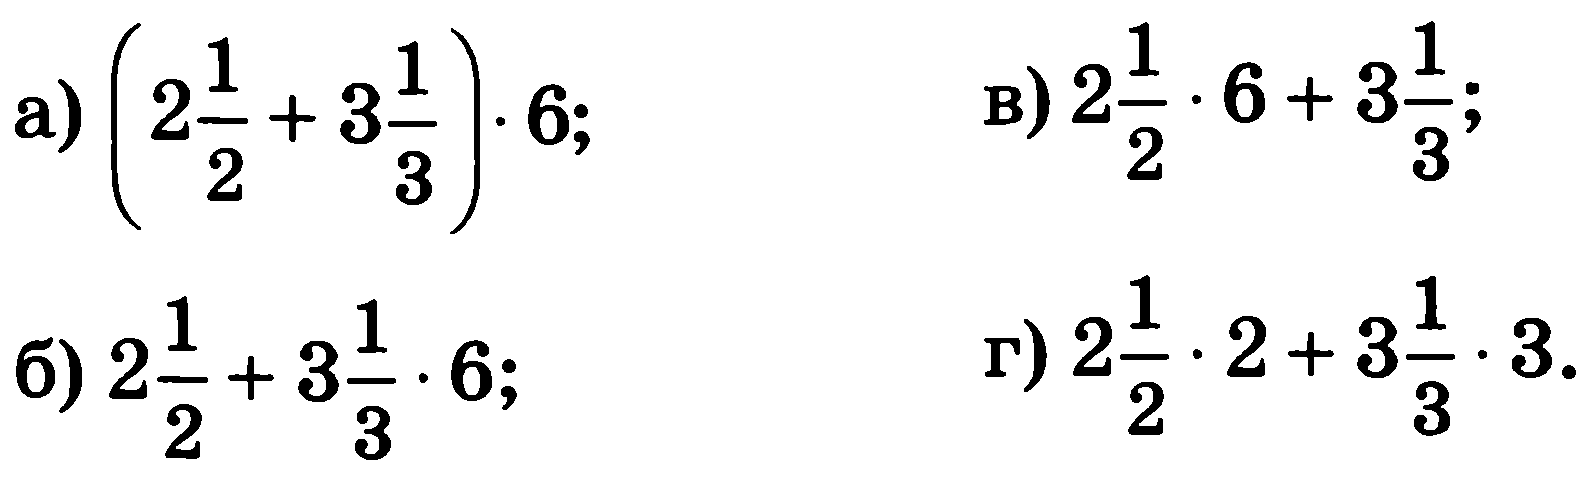 а) (2 1/2 + 3 1/3) · 6;
б) 2 1/2 + 3 1/3 · 6;
в) 2 1/2 · 6 + 3 1/3;
г) 2 1/2 · 2 + 3 1/3 · 3.